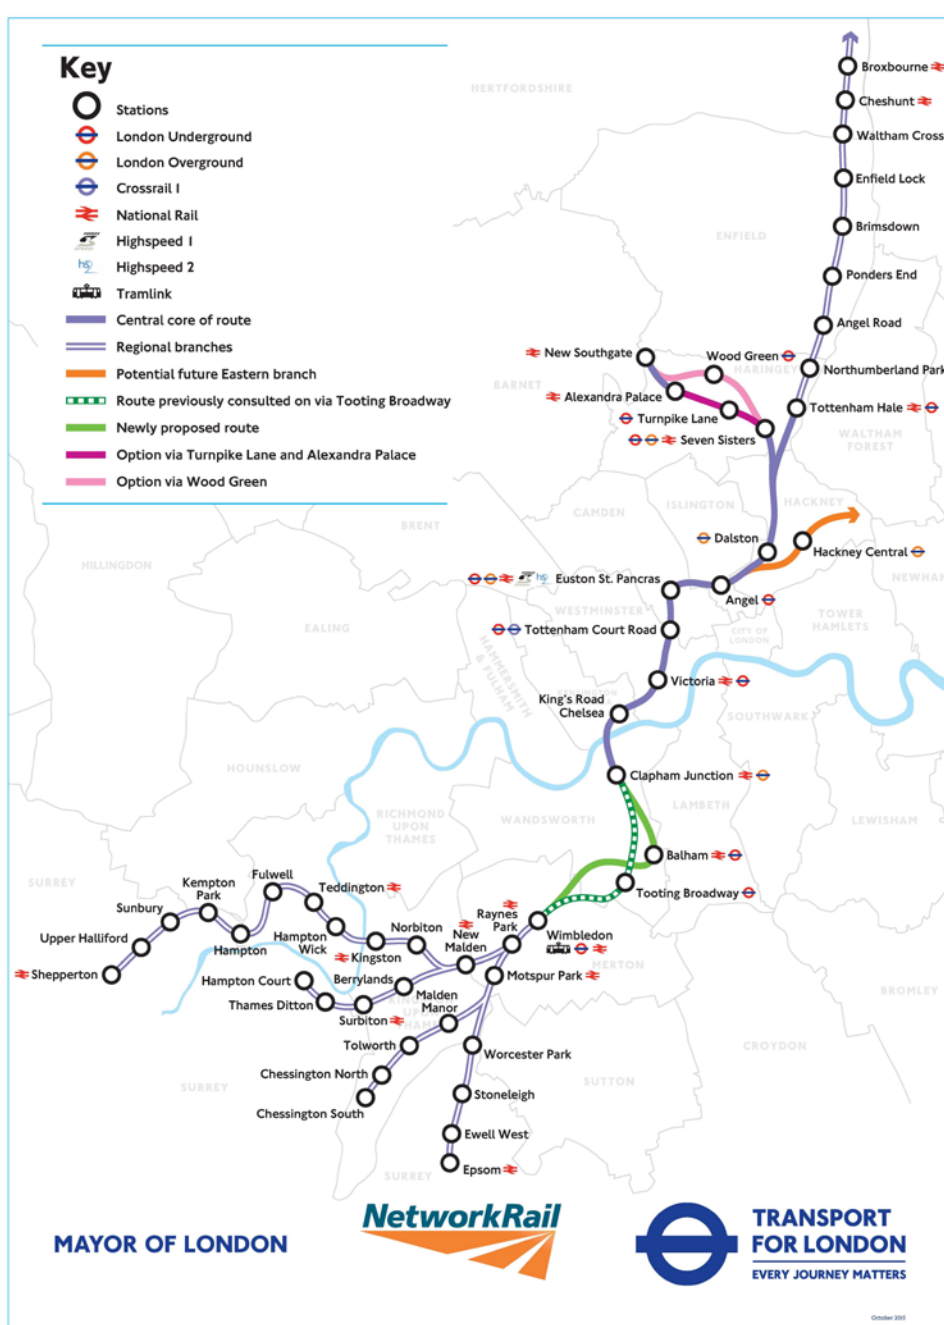 Key
Stations
London Underground
London Overground
Crossrail 1
National Rail
Highspeed 1
Highspeed 2
Tramlink
Central core of route
Regional branches
Potential future Eastern branch
Route previously consulted on via Tooting Broadway
Newly proposed route
Option via Turnpike Lane and Alexandra Palace
Option via Wood Green
HERTFORDSHIRE
Broxbourne
Cheshunt
Waltham Cross
Enfield Lock
Brimsdown
ENFIELD
Ponders End
Angel Road
New Southgate
Wood Green
HARINGEY
Northumberland Park
BARNET
Alexandra Palace
Tottenham Hale
Turnpike Lane
Seven Sisters
WALTHAM
FOREST
ISLINGTON
HACKNEY
CAMDEN
BRENT
Dalston
Hackney Central
HILLINGDON
hs2
Euston St. Pancras
NEWHAM
Angel
WESTMINSTER
TOWER
HAMLETS
EALING
Tottenham Court Road
CITY OF
LONDON
HAMMERSMITH
& FULHAM
Victoria
King's Road
Chelsea
SOUTHWARK
HOUNSLOW
Clapham Junction
LAMBETH
RICHMOND
UPON
THAMES
WANDSWORTH
LEWISHAM
Balham
SURREY
Fulwell
Kempton
Park
Teddington
Tooting Broadway
Sunbury
Raynes
Park
Upper Halliford
Hampton
Hampton
Wick
Norbiton
New
Malden
Wimbledon
Kingston
MERTON
Shepperton
Hampton Court
Berrylands
Motspur Park
Malden
Manor
BROMLEY
Thames Ditton
Surbiton
KINGSTON
UPON
THAMES
Tolworth
Worcester Park
CROYDON
Chessington North
SURREY
SUTTON
Stoneleigh
Chessington South
Ewell West
SURREY
Epsom
MAYOR OF LONDON
NetworkRail
TRANSPORT
FOR LONDON
EVERY JOURNEY MATTERS
October 2015